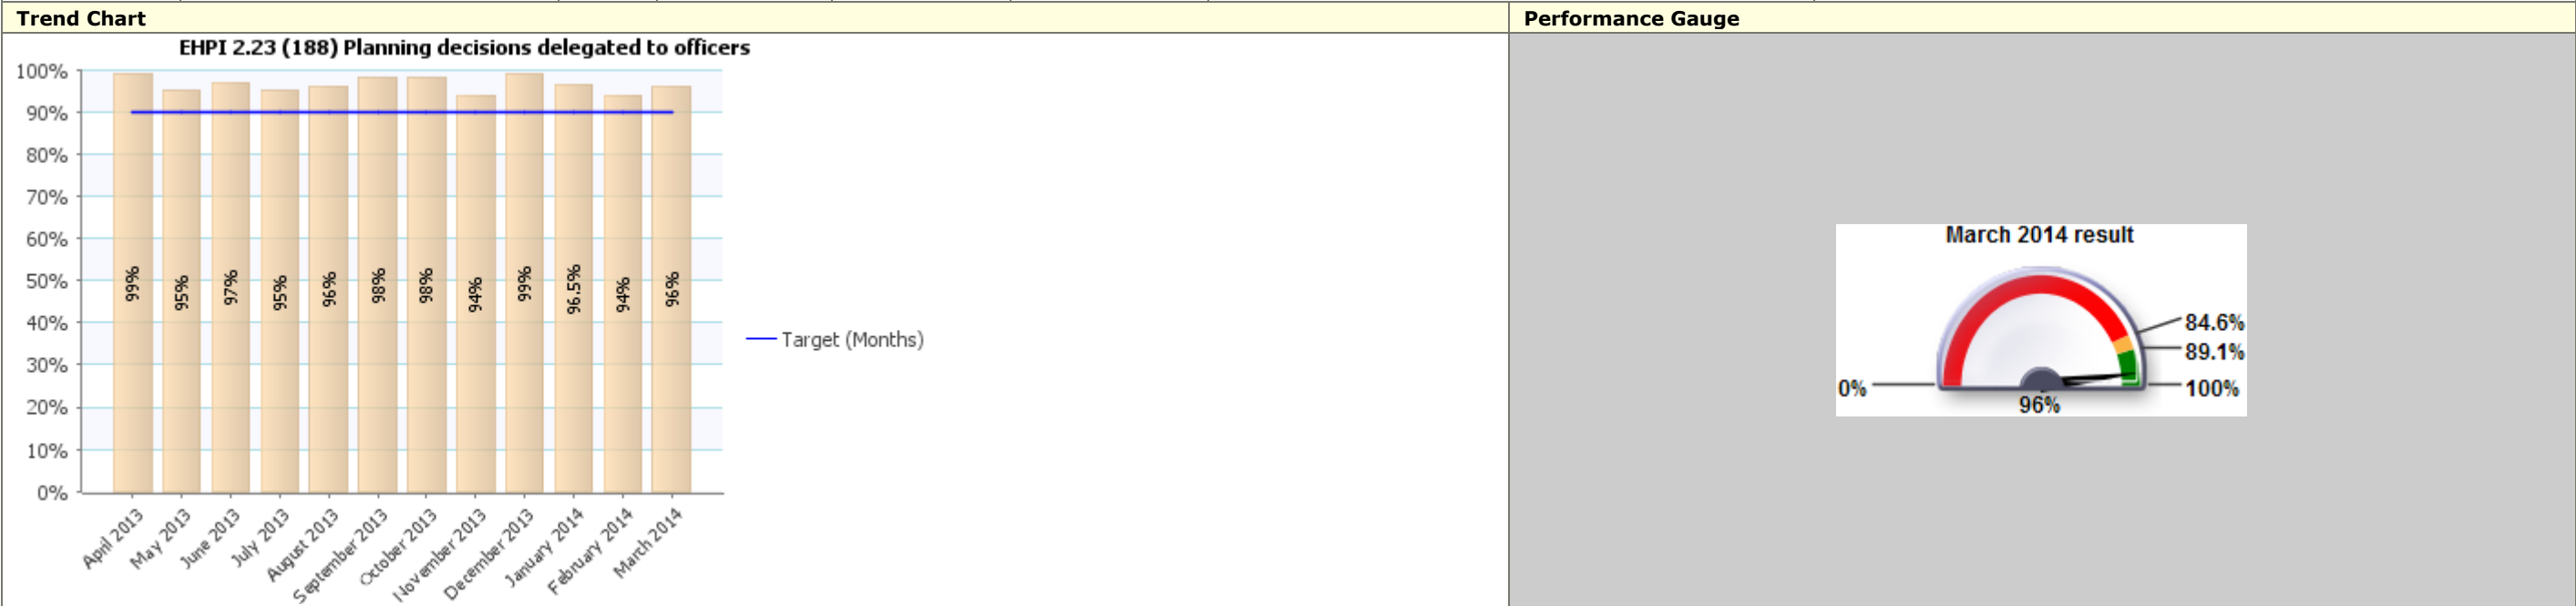 Trend Chart
Performance Gauge
EHPI 2.23 (188) Planning decisions delegated to officers
100%
90%
80%
70%
60%
50%
40%
30%
20%
10%
0%
99%
95%
97%
95%
96%
98%
98%
94%
99%
96.5%
94%
96%
April 2013
May 2013
June 2013
July 2013
August 2013
September 2013
October 2013
November 2013
December 2013
January 2014
February 2014
March 2014
Target (Months)
March 2014 result
84.6%
89.1%
0%
100%
96%